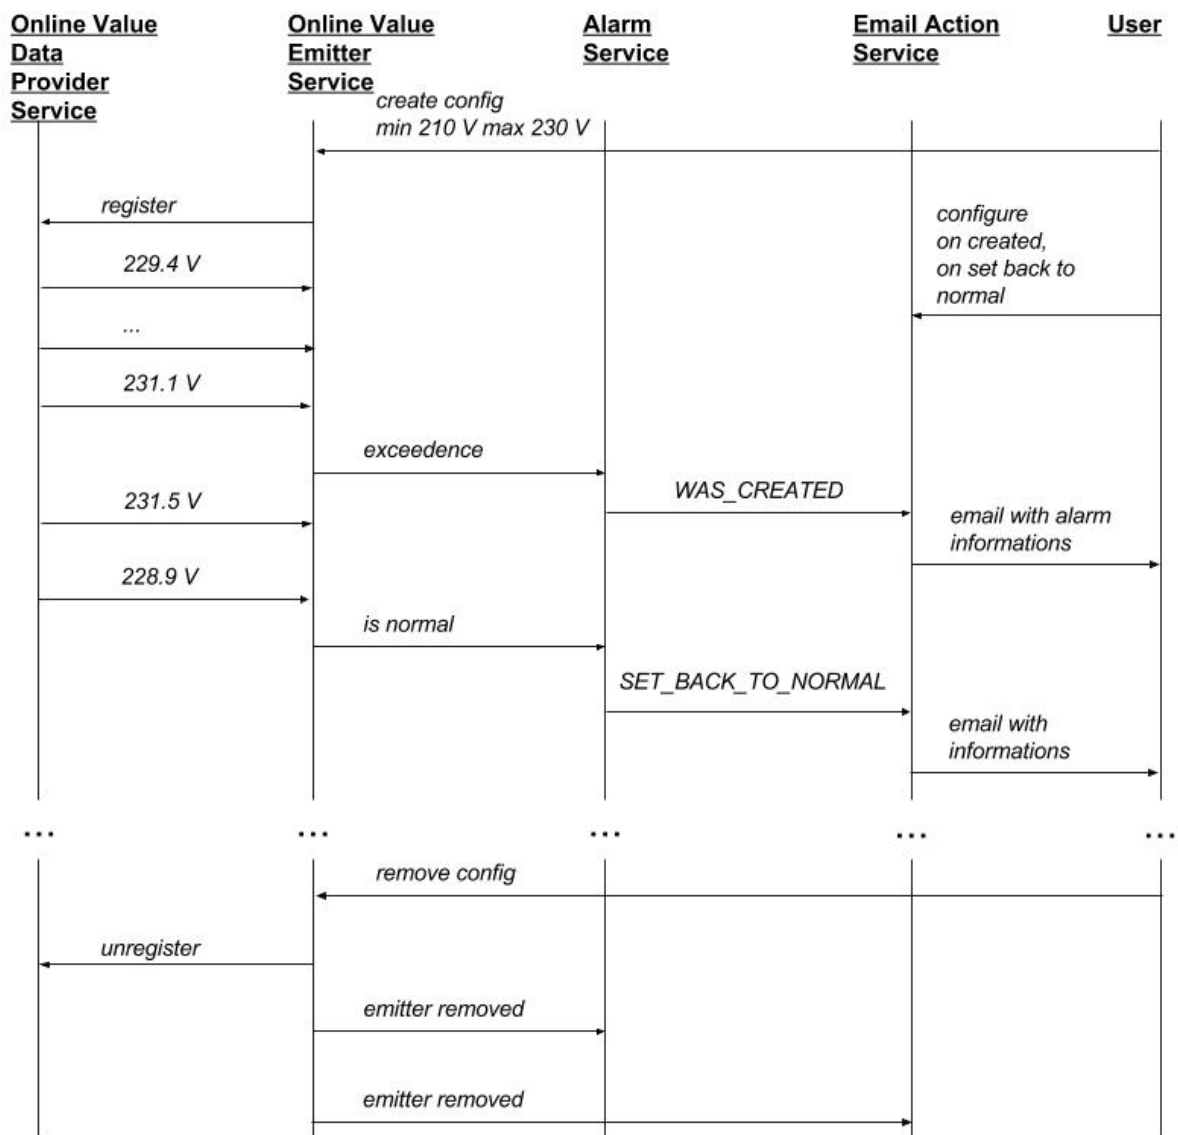 Online Value
Data
Provider
Service
Online Value
Emitter
Service
Alarm
Service
Email Action
Service
User
create config
min 210 V max 230 V
register
configure
on created,
on set back to
normal
229.4 V
...
231.1 V
exceedence
WAS_CREATED
231.5 V
email with alarm
informations
228.9 V
is normal
SET_BACK_TO_NORMAL
email with
informations
...
...
...
...
...
remove config
unregister
emitter removed
emitter removed